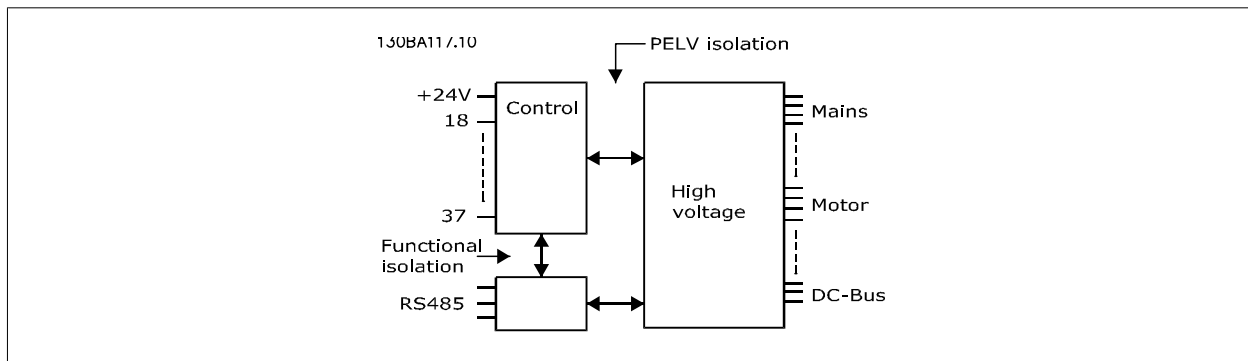 130BA117.10
PELV isolation
+24V
18
37
Control
High
voltage
Mains
Motor
DC-Bus
Functional
isolation
RS485